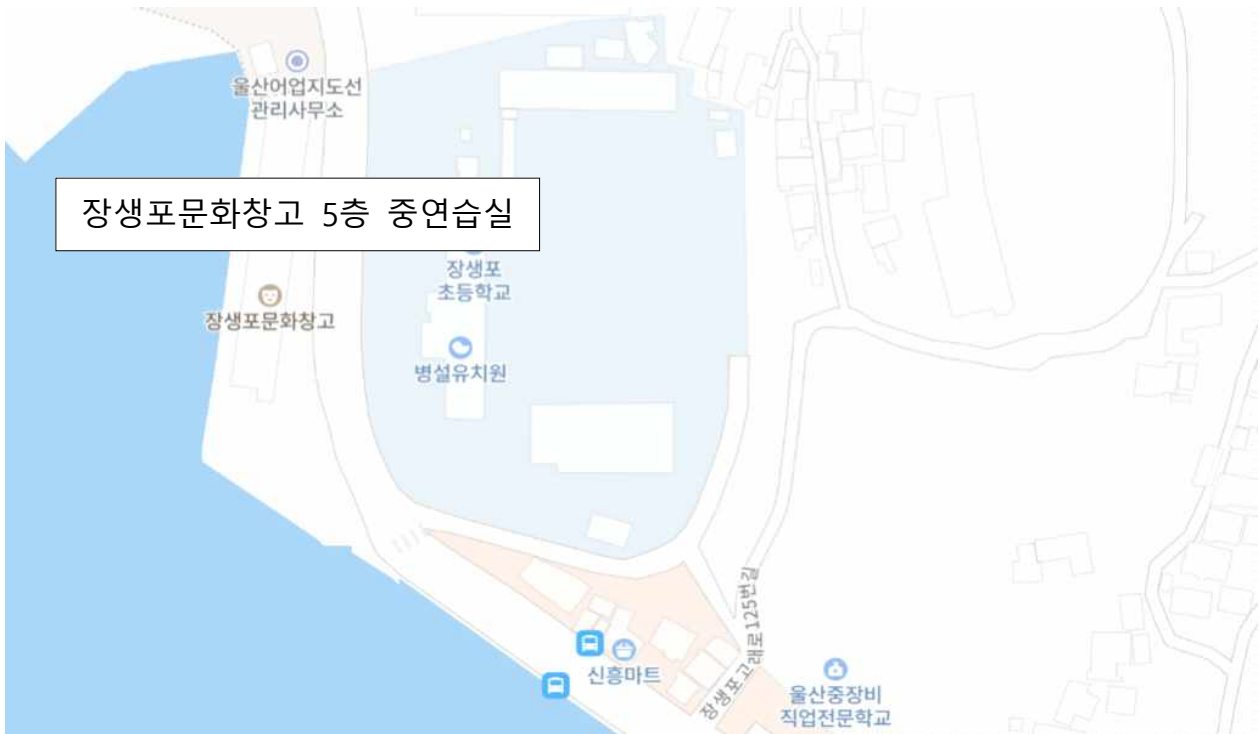 울산어업지도선
관리사무소
장생포문화창고 5층 중연습실
장생포
초등학교
장생포문화창고
병설유치원
신흥마트
장생포고래로125번길
울산중장비
직업전문학교